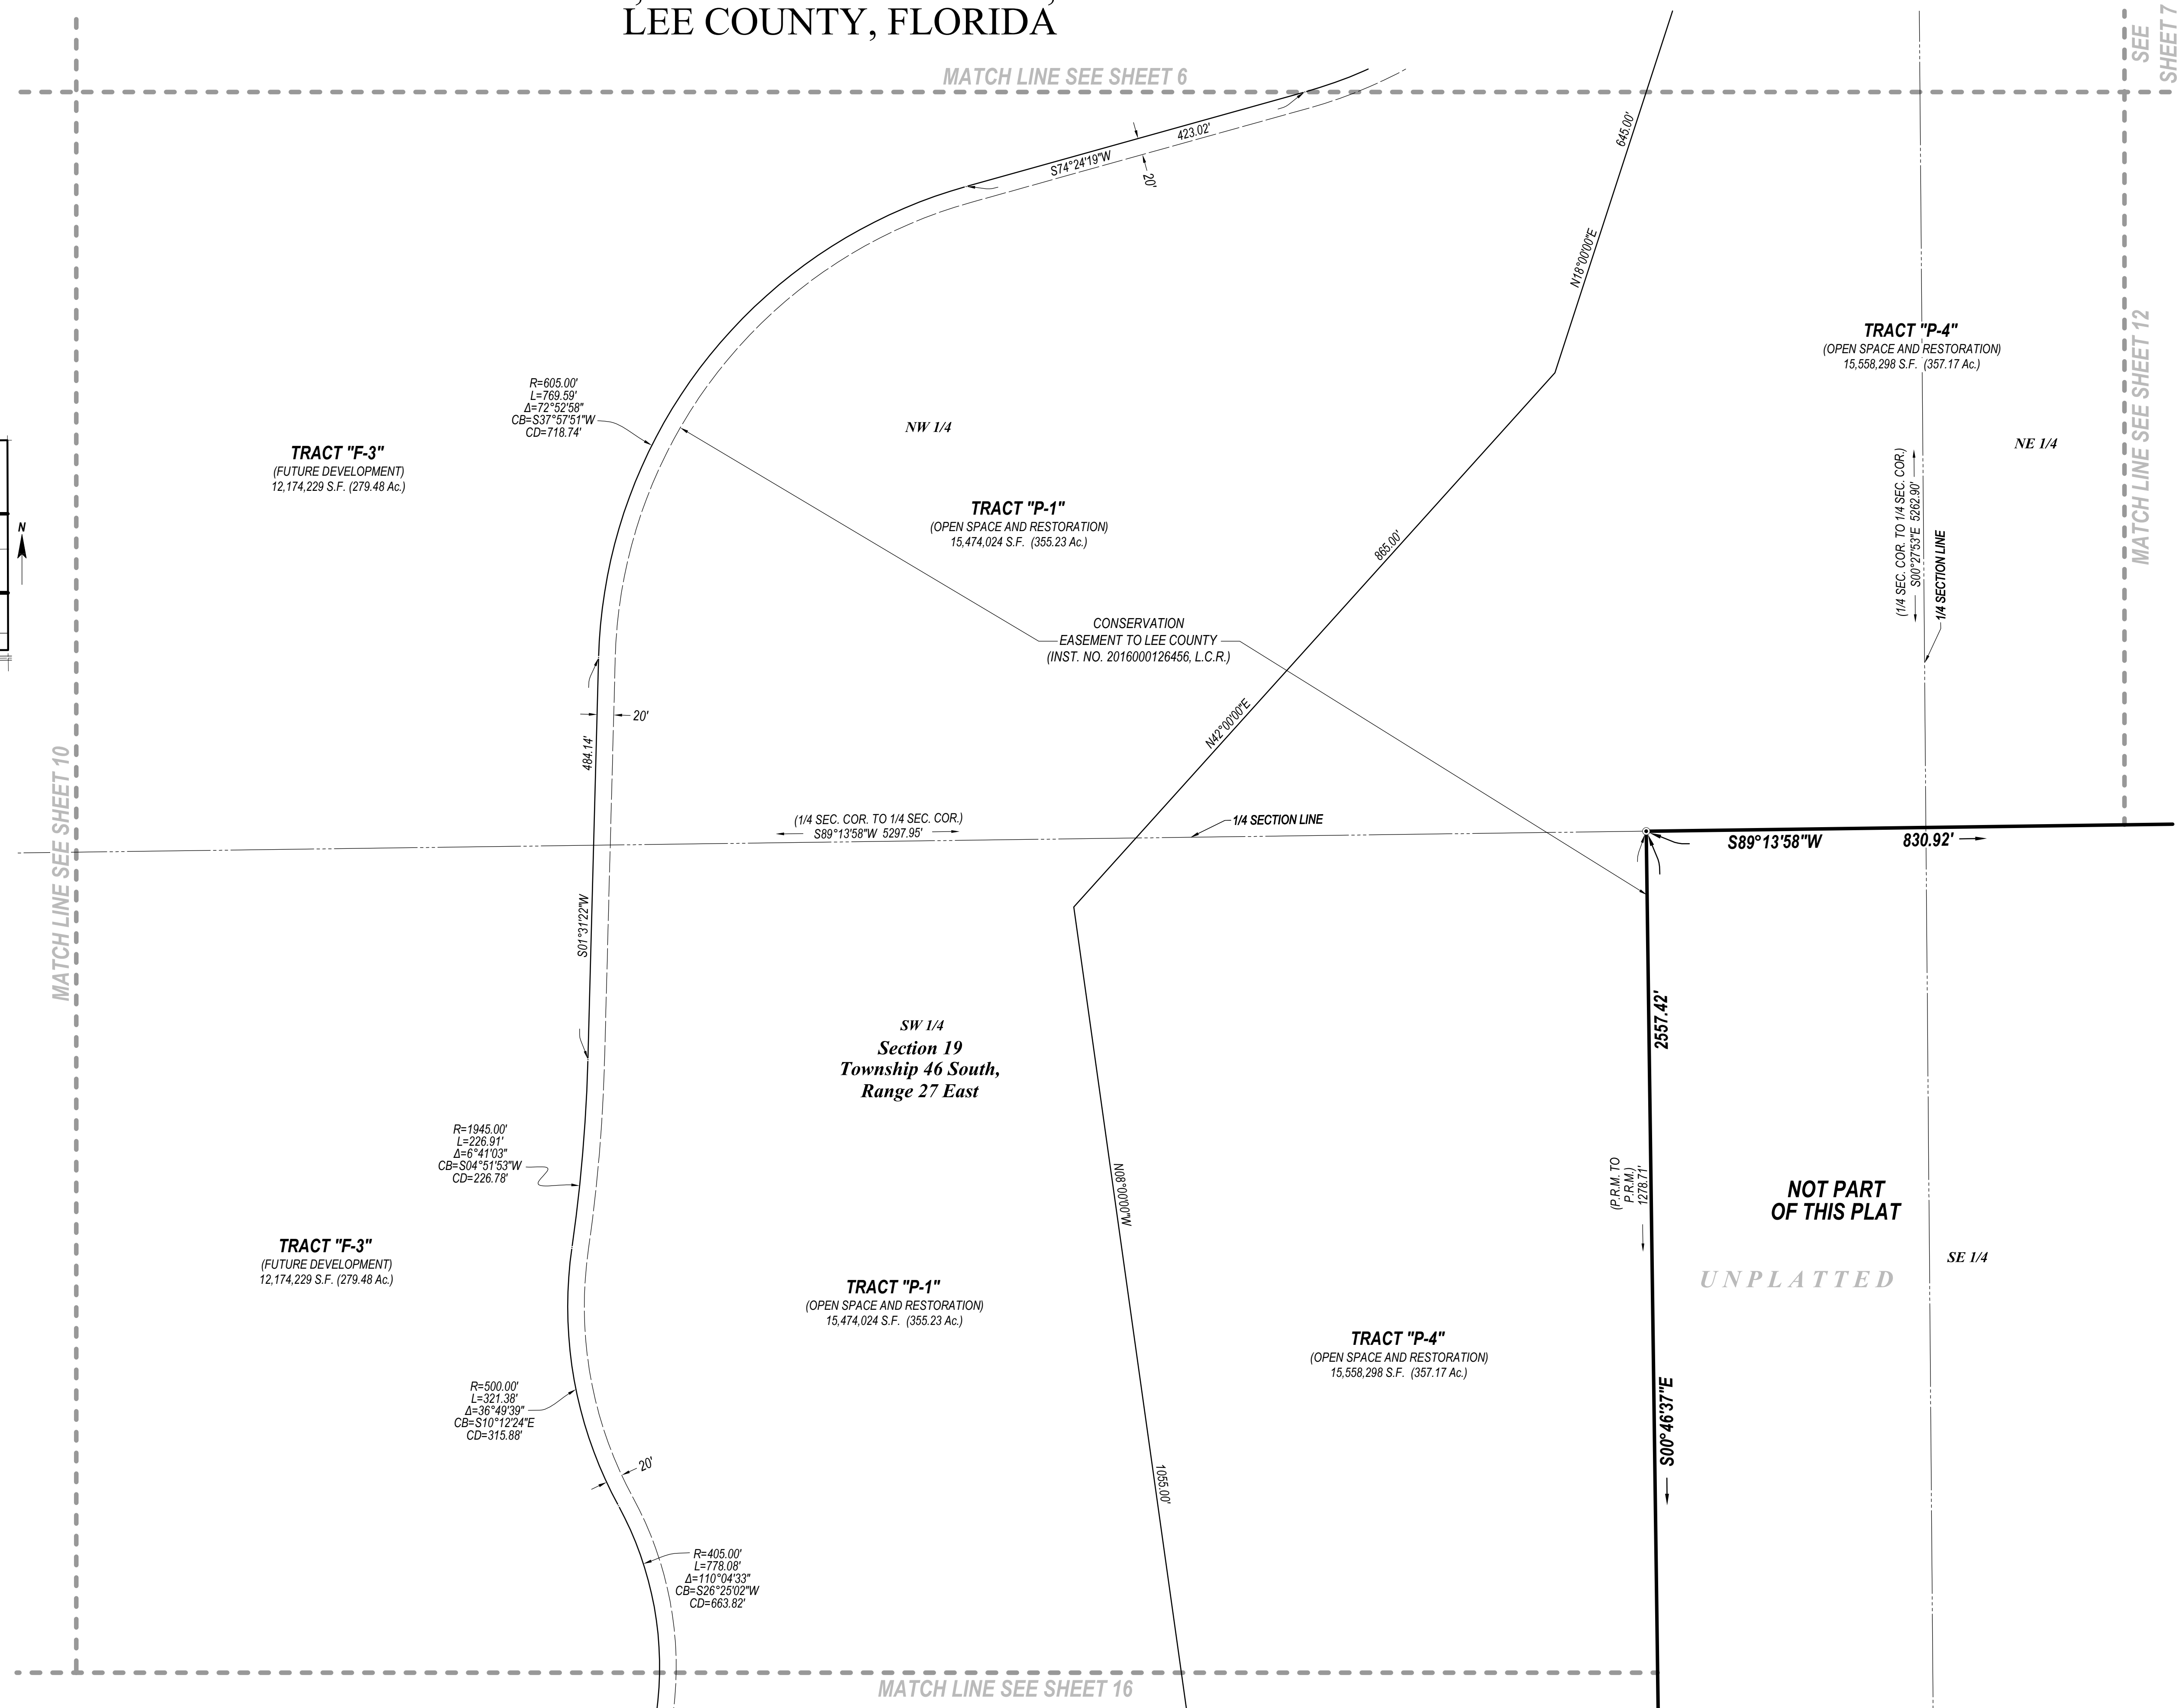 LEE COUNTY, FLORIDA
SEE
SHEET 7
MATCH LINE SEE SHEET 6
423.02'
S74°24'19"W
20'
645.00'
N18°00'00"E
TRACT "P-4"
(OPEN SPACE AND RESTORATION)
15,558,298 S.F. (357.17 Ac.)
MATCH LINE SEE SHEET 12
R=605.00'
L=769.59'
Δ=72°52'58"
CB=S37°57'51"W
CD=718.74'
NW 1/4
NE 1/4
TRACT "F-3"
(FUTURE DEVELOPMENT)
12,174,229 S.F. (279.48 Ac.)
N
TRACT "P-1"
(OPEN SPACE AND RESTORATION)
15,474,024 S.F. (355.23 Ac.)
865.00'
(1/4 SEC. COR. TO 1/4 SEC. COR.)
S00°27'53"E 5262.90'
1/4 SECTION LINE
CONSERVATION
EASEMENT TO LEE COUNTY
(INST. NO. 2016000126456, L.C.R.)
N42°00'00"E
20'
484.14'
MATCH LINE SEE SHEET 10
(1/4 SEC. COR. TO 1/4 SEC. COR.)
S89°13'58"W 5297.95'
1/4 SECTION LINE
S89°13'58"W 830.92'
S01°31'22"W
2557.42'
SW 1/4
Section 19
Township 46 South,
Range 27 East
R=1945.00'
L=226.91'
Δ=6°41'03"
CB=S04°51'53"W
CD=226.78'
N08°00'00"W
(P.R.M. TO
P.R.M.)
1278.71'
NOT PART
OF THIS PLAT
TRACT "F-3"
(FUTURE DEVELOPMENT)
12,174,229 S.F. (279.48 Ac.)
SE 1/4
UNPLATTED
TRACT "P-1"
(OPEN SPACE AND RESTORATION)
15,474,024 S.F. (355.23 Ac.)
TRACT "P-4"
(OPEN SPACE AND RESTORATION)
15,558,298 S.F. (357.17 Ac.)
S00°46'37"E
R=500.00'
L=321.38'
Δ=36°49'39"
CB=S10°12'24"E
CD=315.88'
20'
1055.00'
R=405.00'
L=778.08'
Δ=110°04'33"
CB=S26°25'02"W
CD=663.82'
MATCH LINE SEE SHEET 16